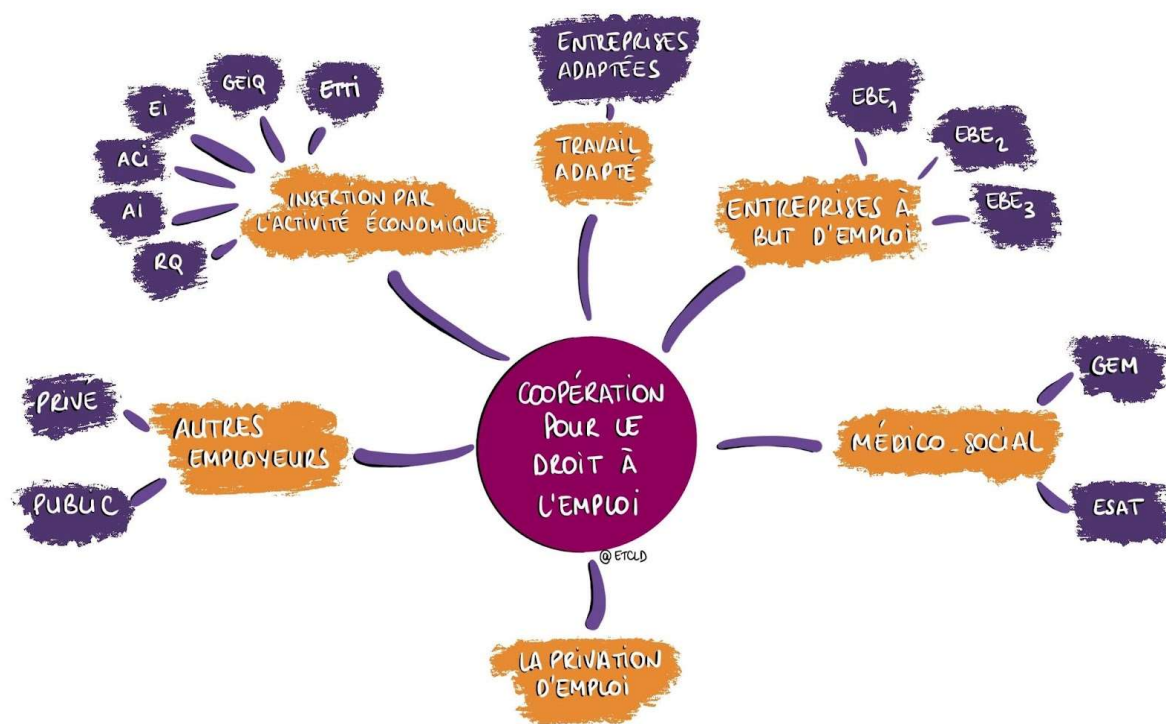 ENTREPRISES
ADAPTÉES
GEiQ
ETTi
Ei
EBE1
ACi
TRAVAIL
ADAPTÉ
EBE2
Ai
INSERTION PAR
L'ACTIVITÉ ÉCONOMIQUE
ENTREPRISES À
BUT D'EMPLOi
EBE3
RQ
COOPÉRATION
POUR LE
DROIT À
L'EMPLOI
PRIVÉ
AUTRES
EMPLOYEURS
PUBLIC
GEM
MÉDICO_SOCIAL
ESAT
@ETCLD
LA PRIVATION
D'EMPLOI